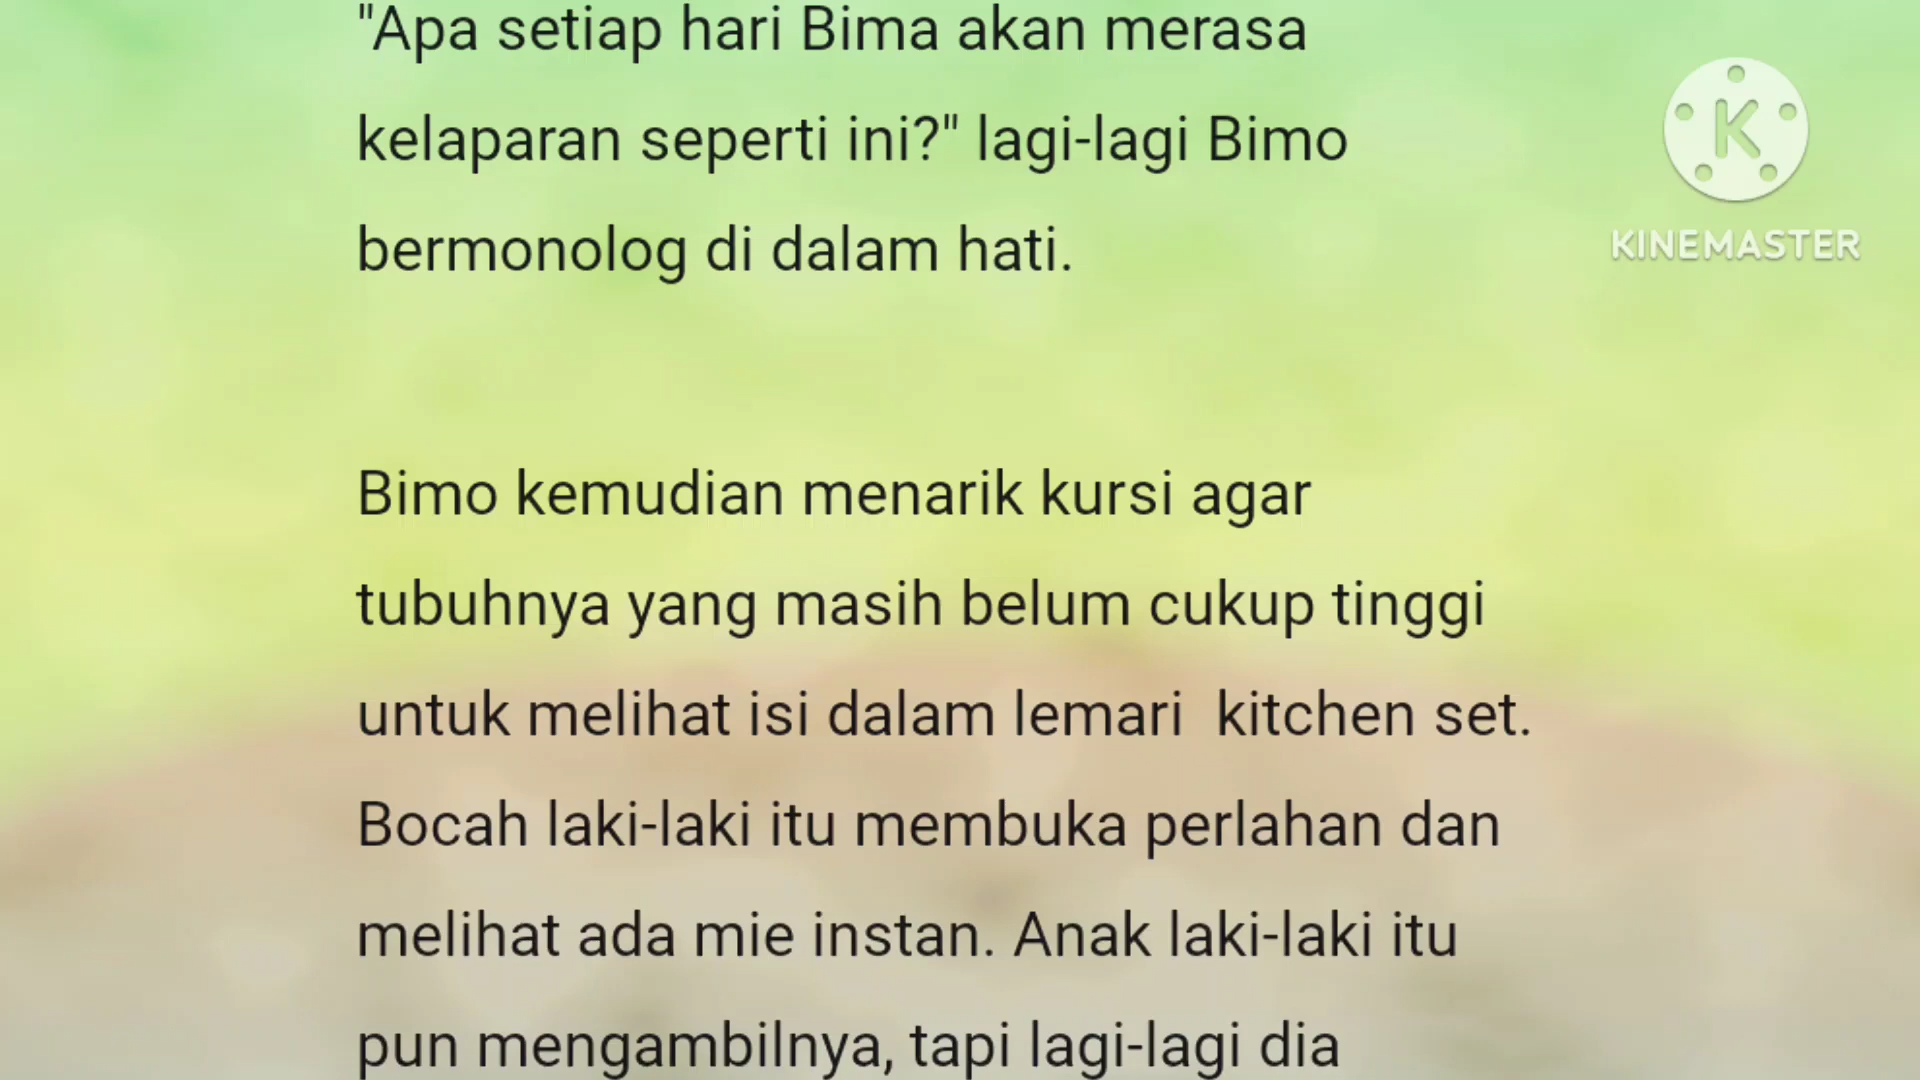 "Apa setiap hari Bima akan merasa
kelaparan seperti ini?" lagi-lagi Bimo
bermonolog di dalam hati.
Bimo kemudian menarik kursi agar
tubuhnya yang masih belum cukup tinggi
untuk melihat isi dalam lemari  kitchen set.
Bocah laki-laki itu membuka perlahan dan
melihat ada mie instan. Anak laki-laki itu
pun mengambilnya, tapi lagi-lagi dia
K
KINEMASTER